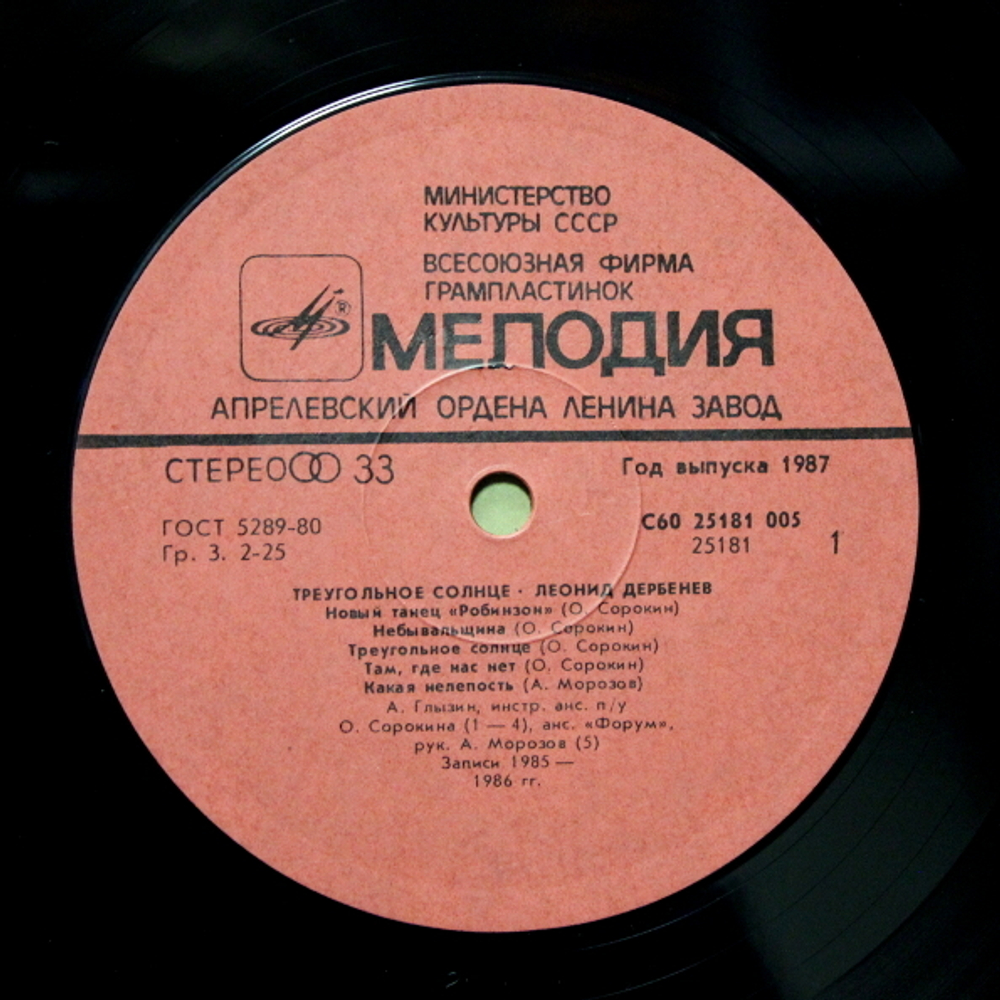 МИНИСТЕРСТВО
КУЛЬТУРЫ СССР
ВСЕСОЮЗНАЯ ФИРМА
ГРАМПЛАСТИНОК
®
МЕЛОДИЯ
АПРЕЛЕВСКИЙ ОРДЕНА ЛЕНИНА ЗАВОД
СТЕРЕО 33
Год выпуска 1987
ГОСТ 5289-80
Гр. 3. 2-25
С60 25181 005
25181
1
ТРЕУГОЛЬНОЕ СОЛНЦЕ · ЛЕОНИД ДЕРБЕНЕВ
Новый танец «Робинзон» (О. Сорокин)
Небывальщина (О. Сорокин)
Треугольное солнце (О. Сорокин)
Там, где нас нет (О. Сорокин)
Какая нелепость (А. Морозов)
А. Глызин, инстр. анс. п/у
О. Сорокина (1 — 4), анс. «Форум»,
рук. А. Морозов (5)
Записи 1985 —
1986 гг.